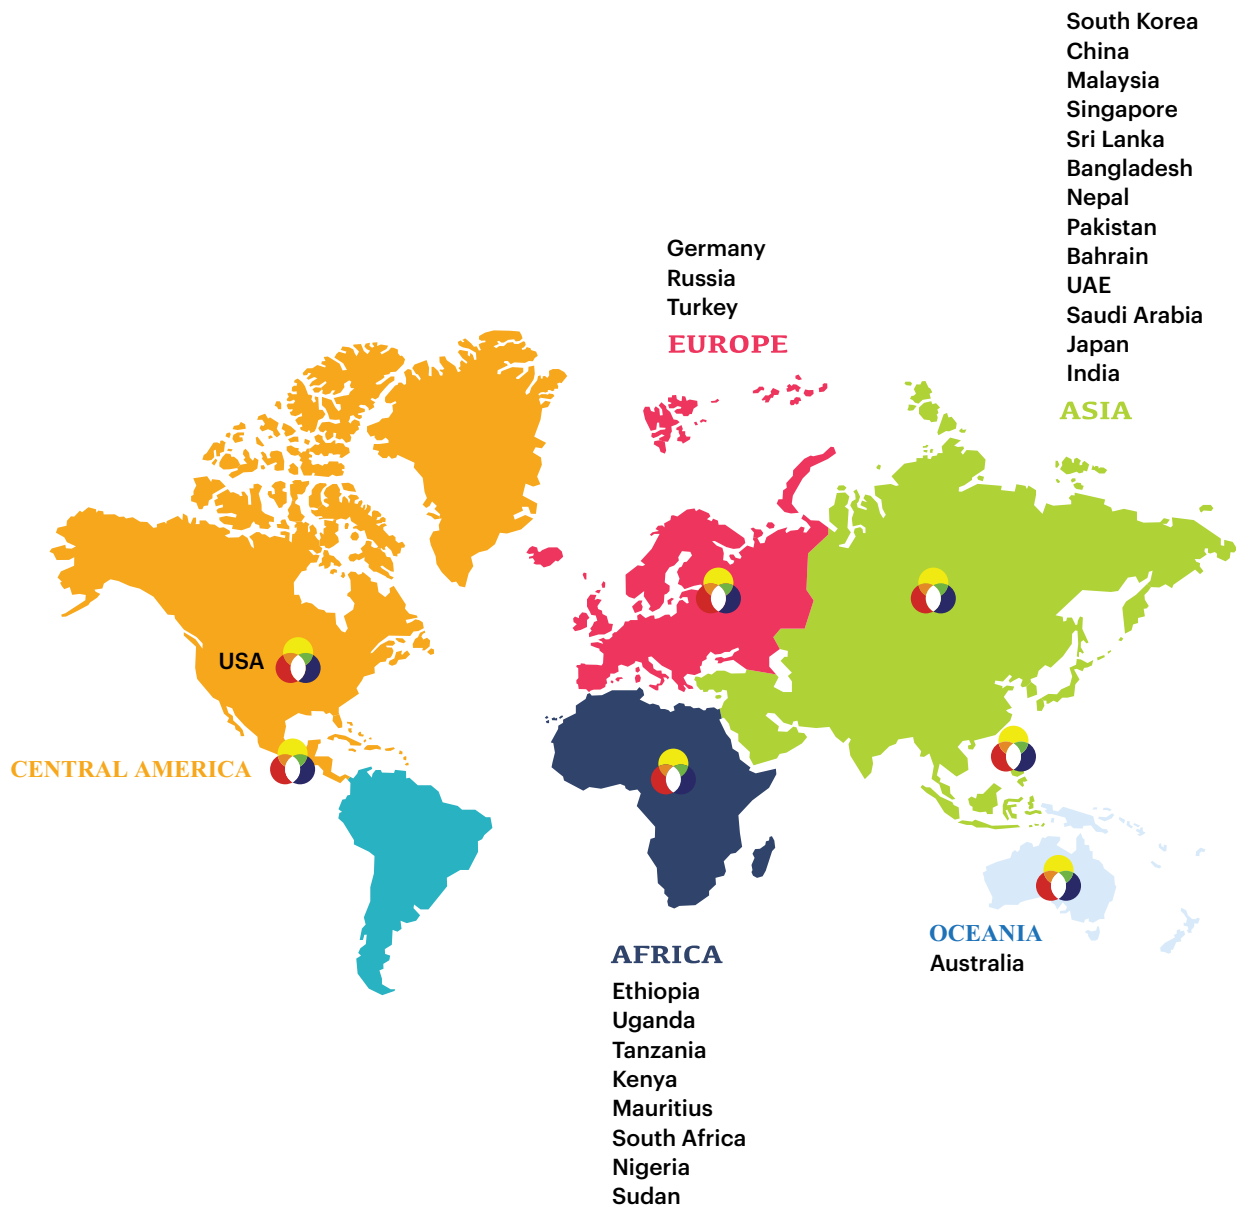 South Korea
China
Malaysia
Singapore
Sri Lanka
Bangladesh
Nepal
Pakistan
Bahrain
UAE
Saudi Arabia
Japan
India
ASIA
Germany
Russia
Turkey
EUROPE
USA
CENTRAL AMERICA
OCEANIA
Australia
AFRICA
Ethiopia
Uganda
Tanzania
Kenya
Mauritius
South Africa
Nigeria
Sudan